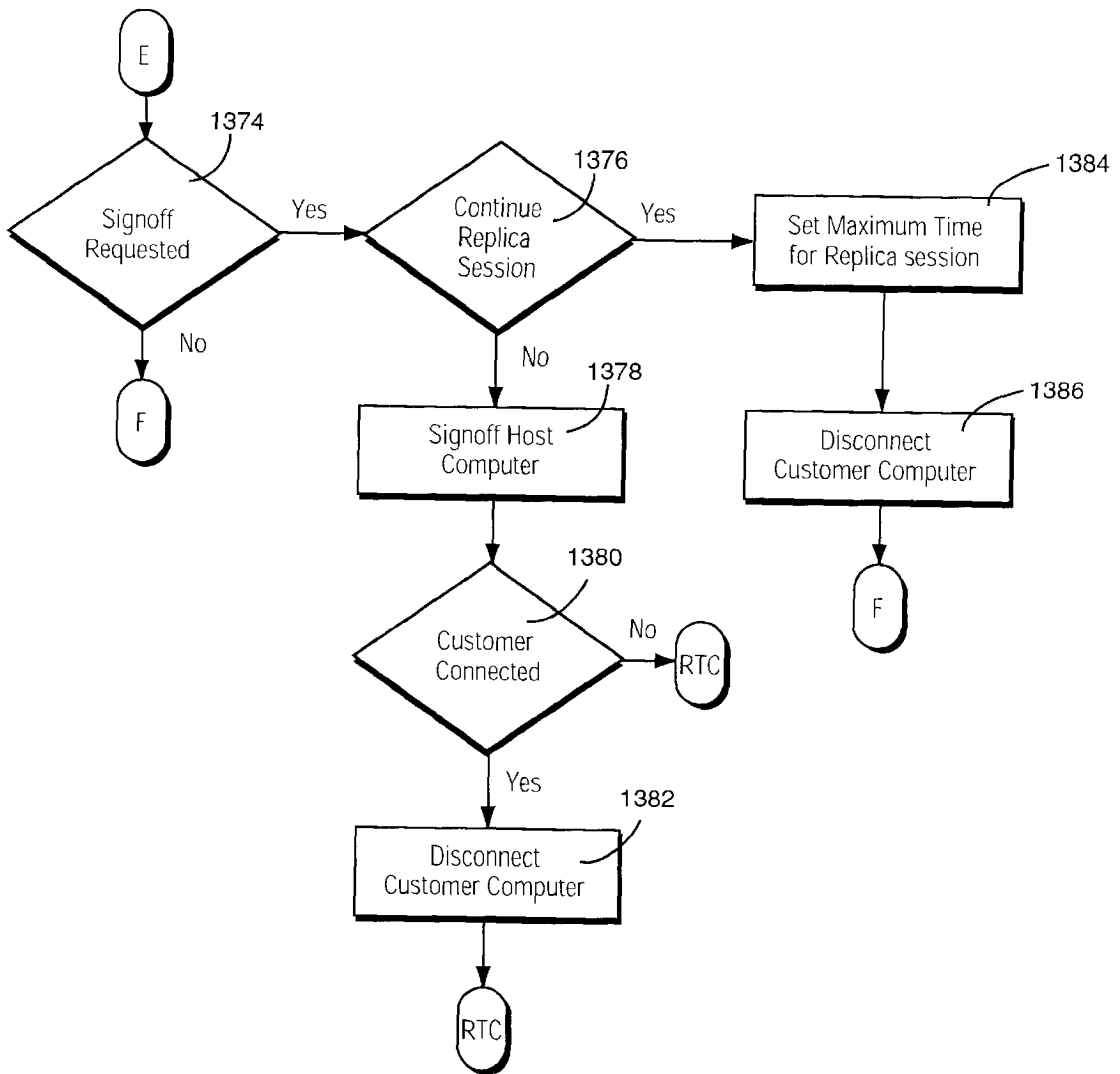 E
1374
Signoff
Requested
Yes
No
F
1376
Continue
Replica
Session
Yes
No
1384
Set Maximum Time
for Replica session
1386
Disconnect
Customer Computer
F
1378
Signoff Host
Computer
1380
Customer
Connected
No
RTC
Yes
1382
Disconnect
Customer Computer
RTC